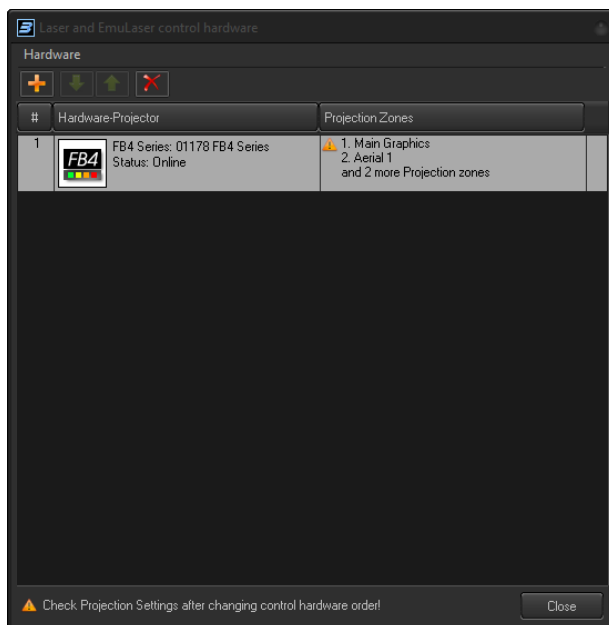 Laser and EmuLaser control hardware
Hardware
# Hardware-Projector Projection Zones
1 FB4 FB4 Series: 01178 FB4 Series 1. Main Graphics
Status: Online 2. Aerial 1
and 2 more Projection zones
Check Projection Settings after changing control hardware order! Close